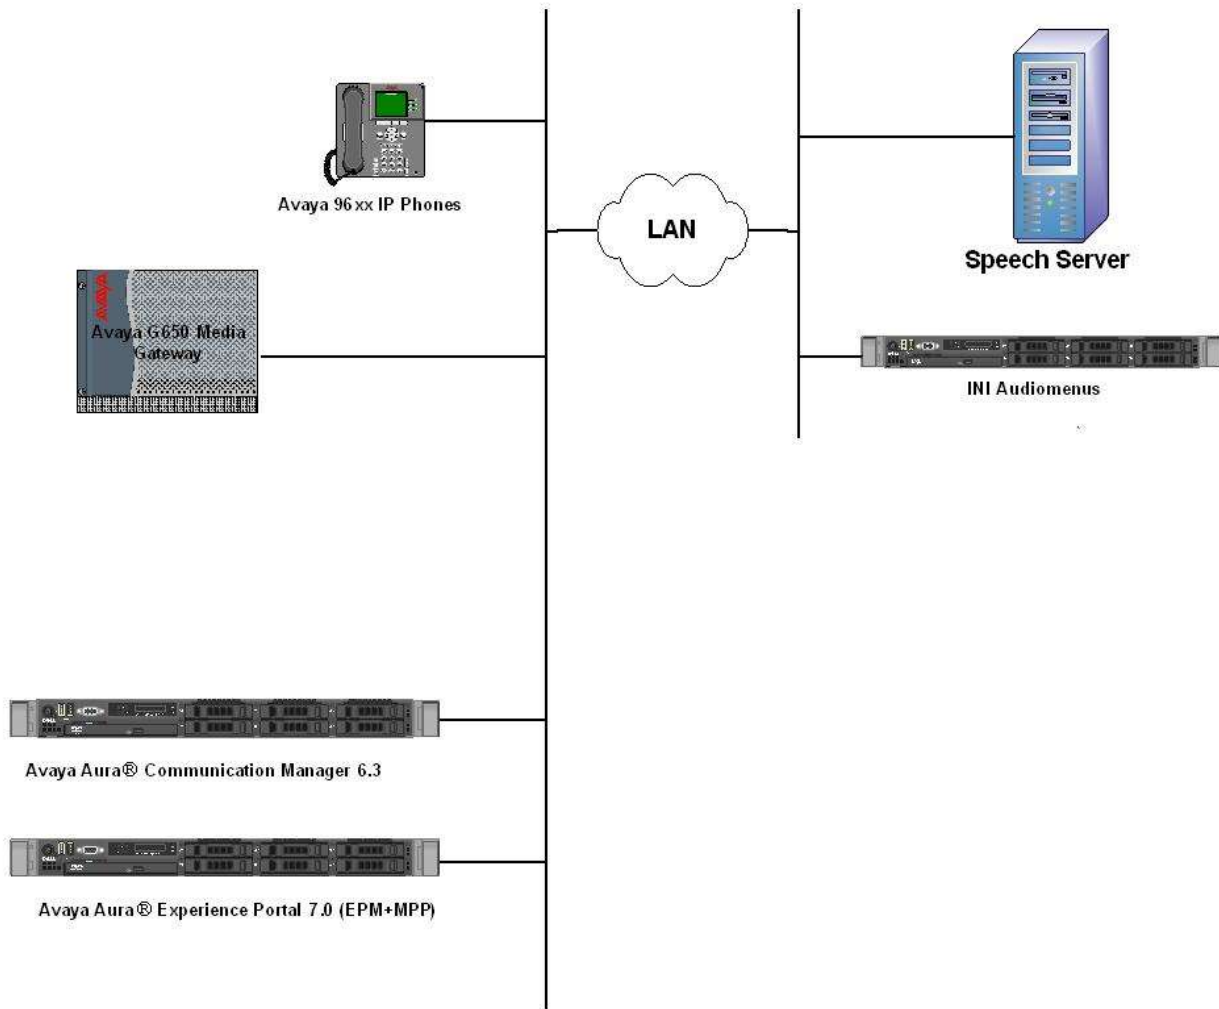 Avaya 96xx IP Phones
LAN
Speech Server
AVAYA
Avaya G650 Media
Gateway
INI Audiomenus
Avaya Aura® Communication Manager 6.3
Avaya Aura® Experience Portal 7.0 (EPM+MPP)